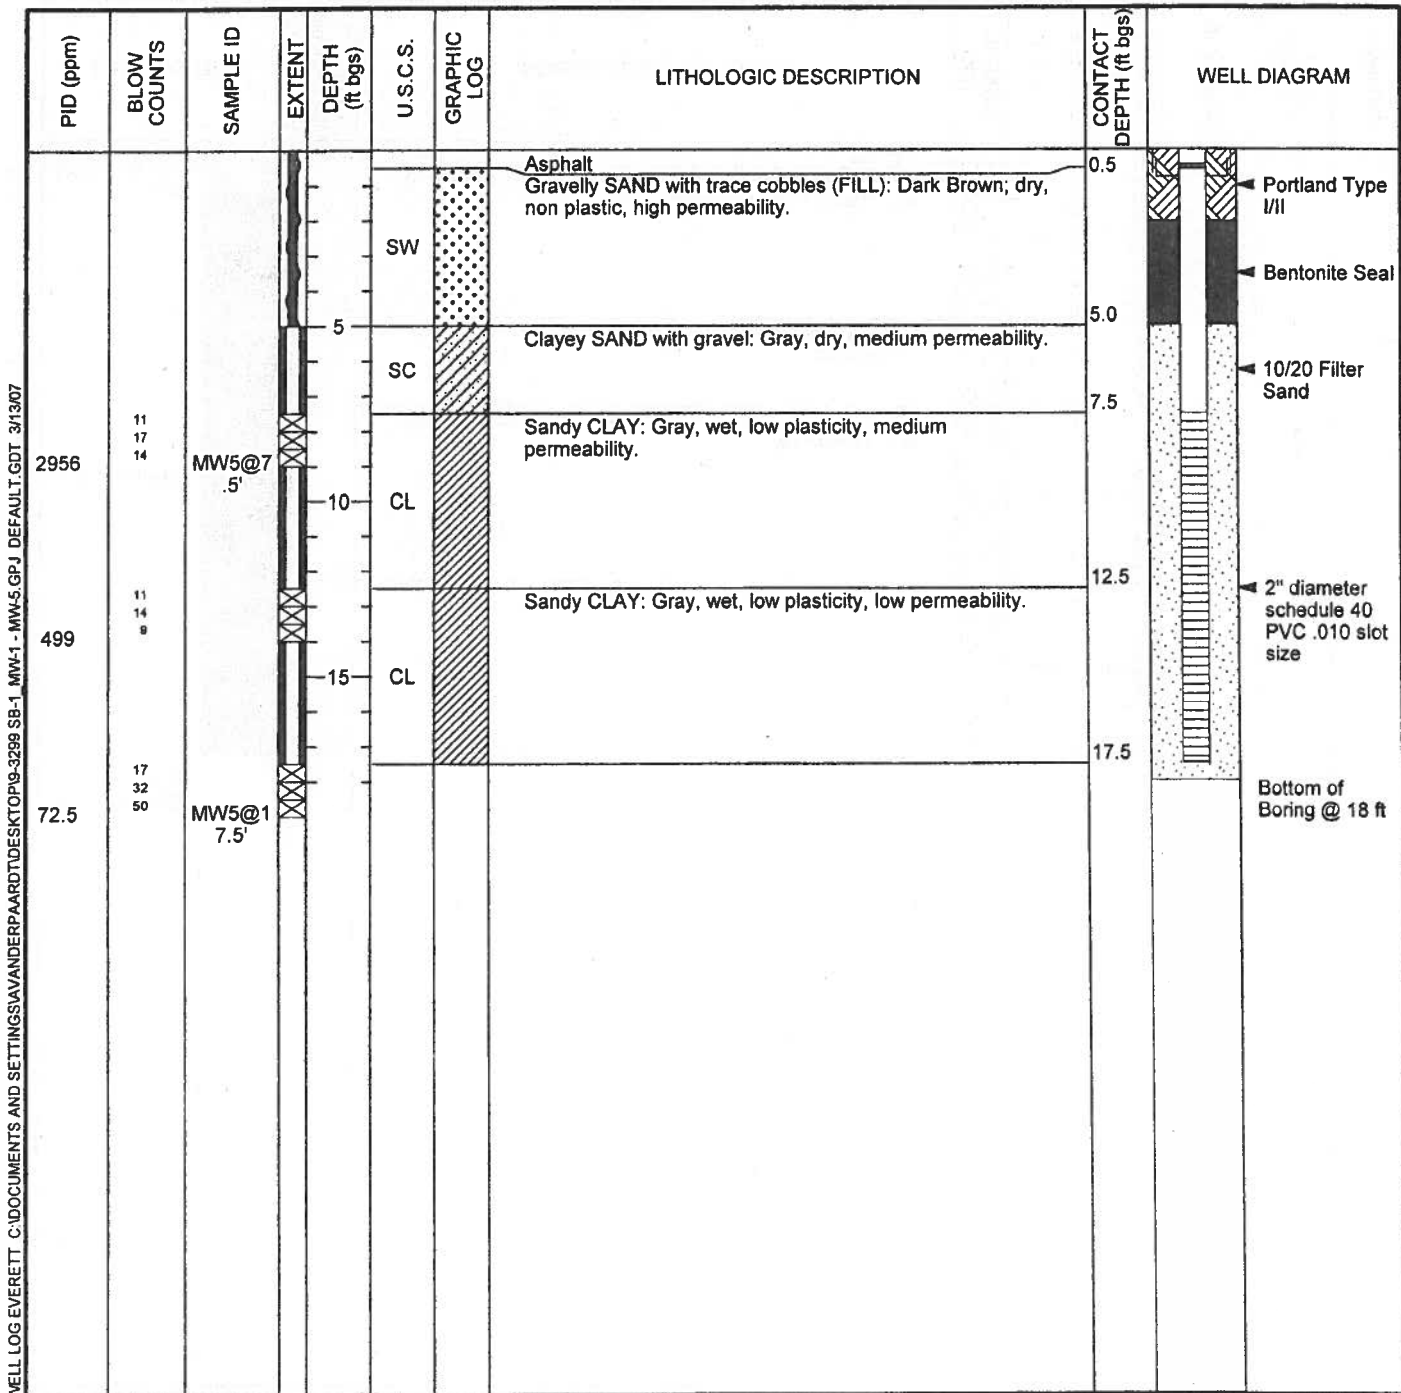 PID (ppm)
BLOW
COUNTS
SAMPLE ID
EXTENT
DEPTH
(ft bgs)
U.S.C.S.
GRAPHIC
LOG
LITHOLOGIC DESCRIPTION
CONTACT
DEPTH (ft bgs)
WELL DIAGRAM
Asphalt
0.5
Gravelly SAND with trace cobbles (FILL): Dark Brown; dry,
non plastic, high permeability.
Portland Type
I/II
SW
Bentonite Seal
5
5.0
Clayey SAND with gravel: Gray, dry, medium permeability.
SC
10/20 Filter
Sand
7.5
11
17
14
2956
MW5@7
.5'
Sandy CLAY: Gray, wet, low plasticity, medium
permeability.
10
CL
12.5
11
14
9
499
Sandy CLAY: Gray, wet, low plasticity, low permeability.
2" diameter
schedule 40
PVC .010 slot
size
15
CL
17.5
17
32
50
72.5
MW5@1
7.5'
Bottom of
Boring @ 18 ft
WELL LOG EVERETT C:\DOCUMENTS AND SETTINGS\AVANDERPAARDT\DESKTOP\I9-3299 SB-1_MW-1 - MW-5.GPJ DEFAULT.GDT 3/13/07